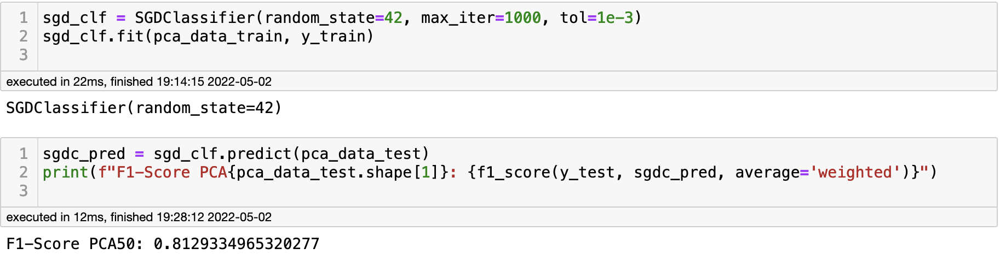 1 sgd_clf = SGDClassifier(random_state=42, max_iter=1000, tol=1e-3)
2 sgd_clf.fit(pca_data_train, y_train)
3
executed in 22ms, finished 19:14:15 2022-05-02
SGDClassifier(random_state=42)
1 sgdc_pred = sgd_clf.predict(pca_data_test)
2 print(f"F1-Score PCA{pca_data_test.shape[1]}: {f1_score(y_test, sgdc_pred, average='weighted')}")
3
executed in 12ms, finished 19:28:12 2022-05-02
F1-Score PCA50: 0.8129334965320277